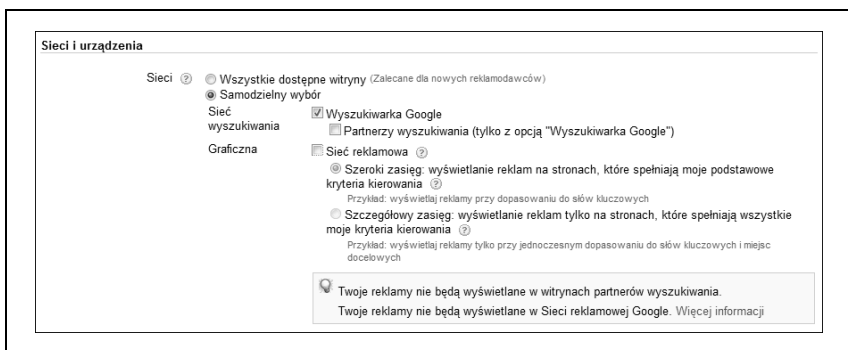 Sieci i urządzenia
Sieci ? Wszystkie dostępne witryny (Zalecane dla nowych reklamodawców)
Samodzielny wybór
Sieć wyszukiwania
Wyszukiwarka Google
Partnerzy wyszukiwania (tylko z opcją "Wyszukiwarka Google")
Graficzna
Sieć reklamowa ?
Szeroki zasięg: wyświetlanie reklam na stronach, które spełniają moje podstawowe
kryteria kierowania ?
Przykład: wyświetlaj reklamy przy dopasowaniu do słów kluczowych
Szczegółowy zasięg: wyświetlanie reklam tylko na stronach, które spełniają wszystkie
moje kryteria kierowania ?
Przykład: wyświetlaj reklamy tylko przy jednoczesnym dopasowaniu do słów kluczowych i miejsc
docelowych
Twoje reklamy nie będą wyświetlane w witrynach partnerów wyszukiwania.
Twoje reklamy nie będą wyświetlane w Sieci reklamowej Google. Więcej informacji